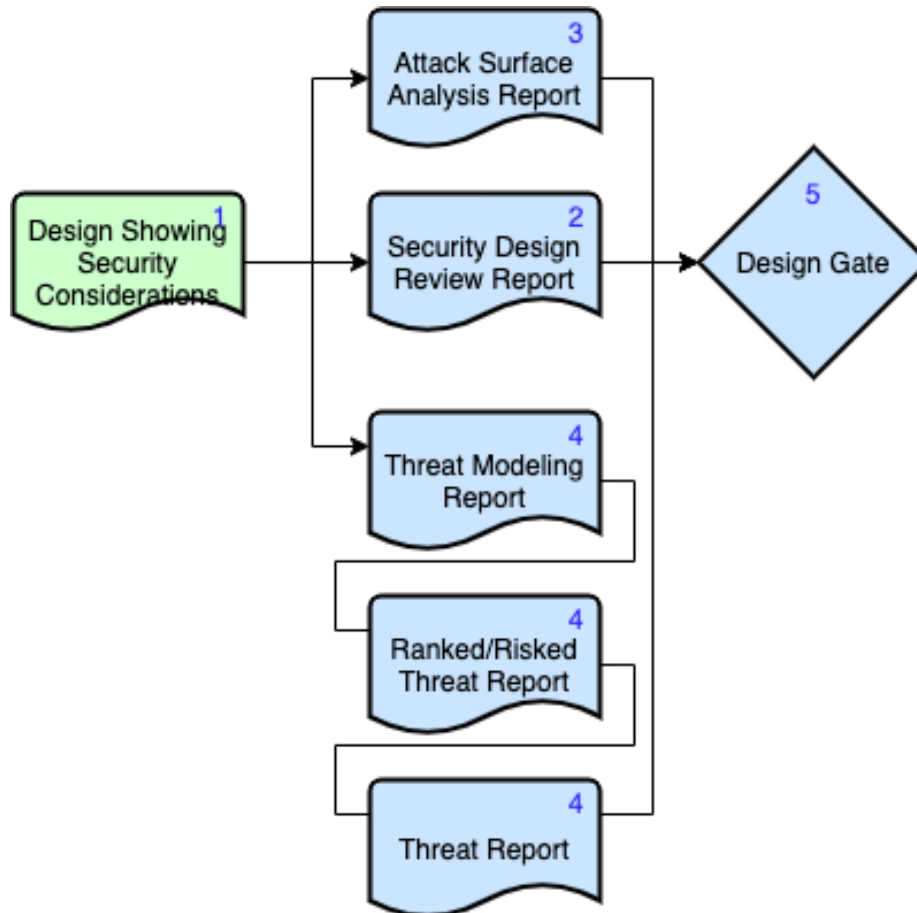 3
Attack Surface
Analysis Report
1
Design Showing
Security
Considerations
2
Security Design
Review Report
5
Design Gate
4
Threat Modeling
Report
4
Ranked/Risked
Threat Report
4
Threat Report